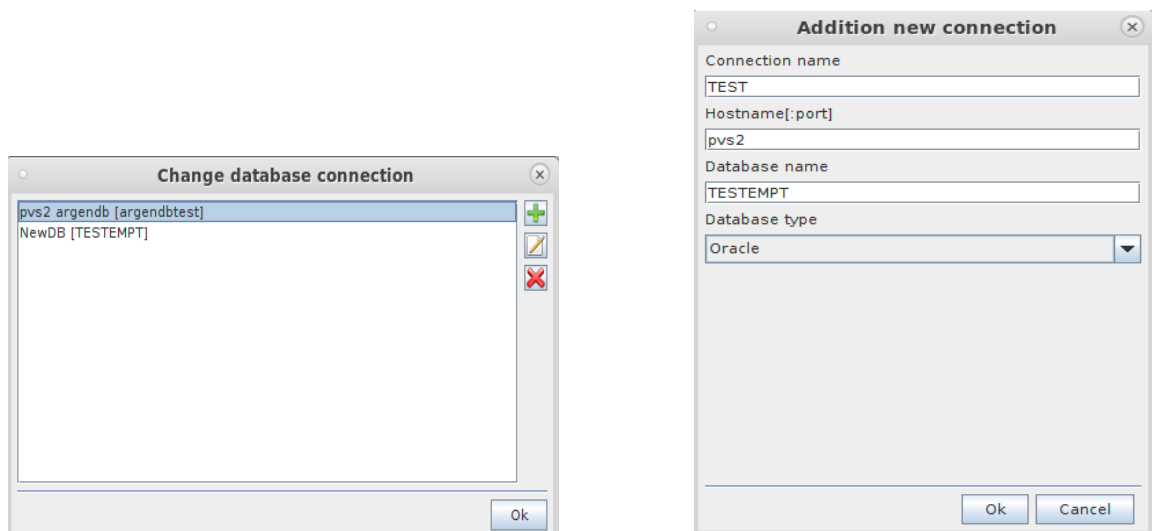 Change database connection
pvs2 argendb [argendbtest]
NewDB [TESTEMPT]
Ok
Addition new connection
Connection name
TEST
Hostname[:port]
pvs2
Database name
TESTEMPT
Database type
Oracle
Ok
Cancel